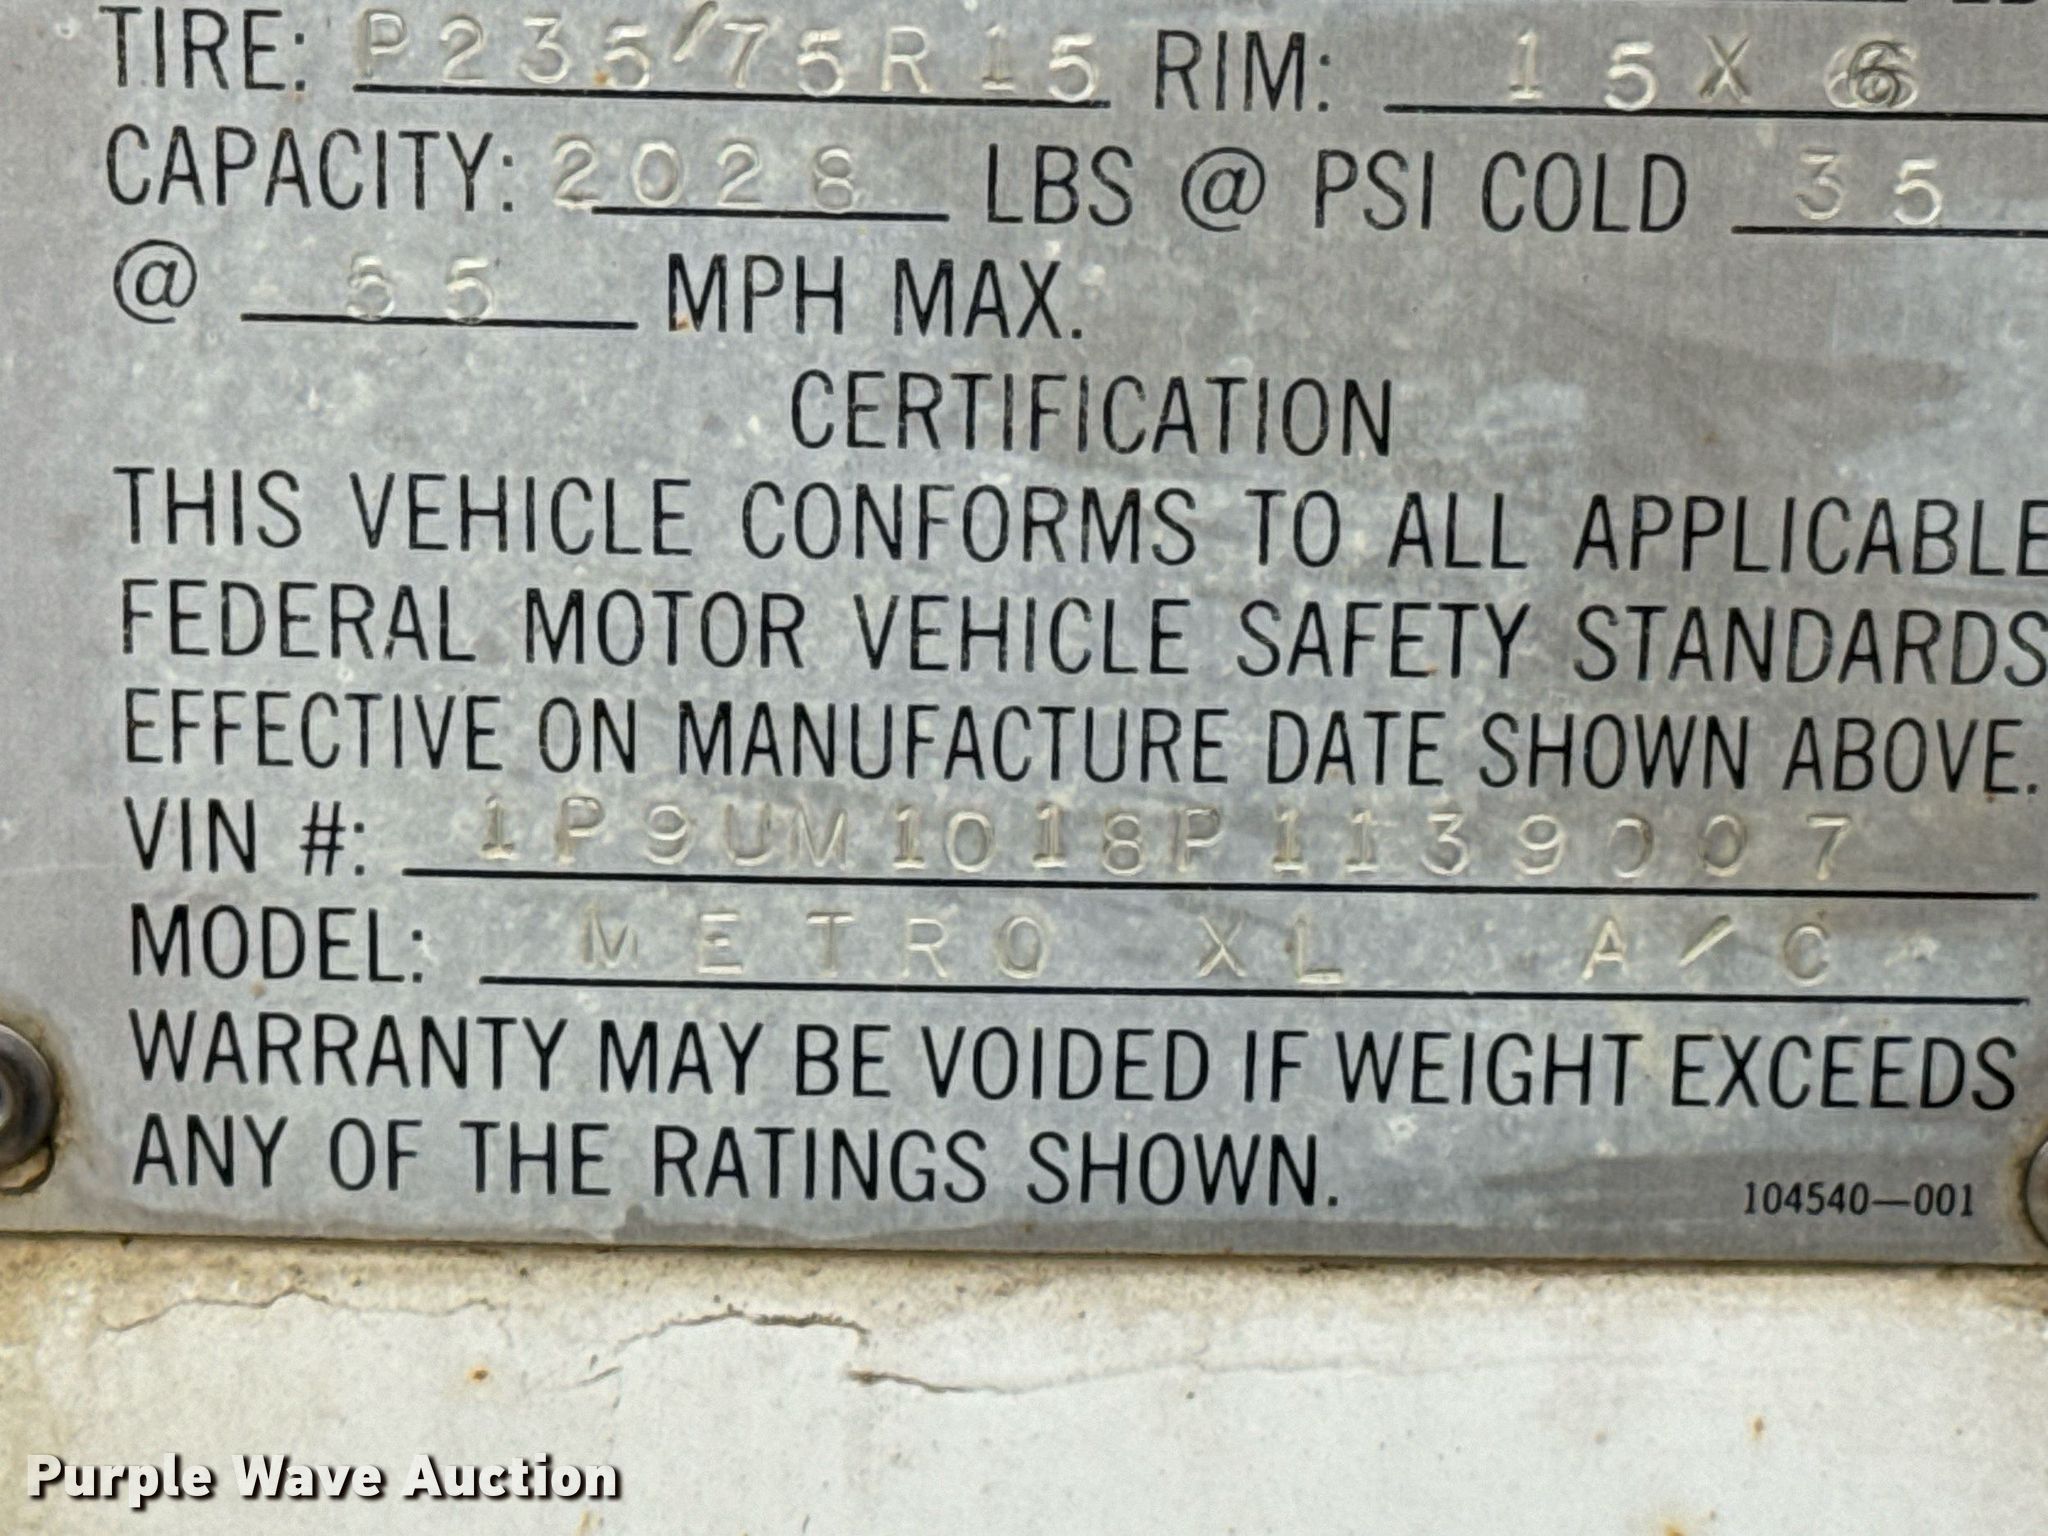 TIRE: P235/75R15 RIM: 15X6
CAPACITY: 2028 LBS @ PSI COLD 35
@ 55 MPH MAX.
CERTIFICATION
THIS VEHICLE CONFORMS TO ALL APPLICABLE
FEDERAL MOTOR VEHICLE SAFETY STANDARDS
EFFECTIVE ON MANUFACTURE DATE SHOWN ABOVE.
VIN #: 1P9UM1018P1139007
MODEL: METRO XL A/C
WARRANTY MAY BE VOIDED IF WEIGHT EXCEEDS
ANY OF THE RATINGS SHOWN.
104540—001
Purple Wave Auction